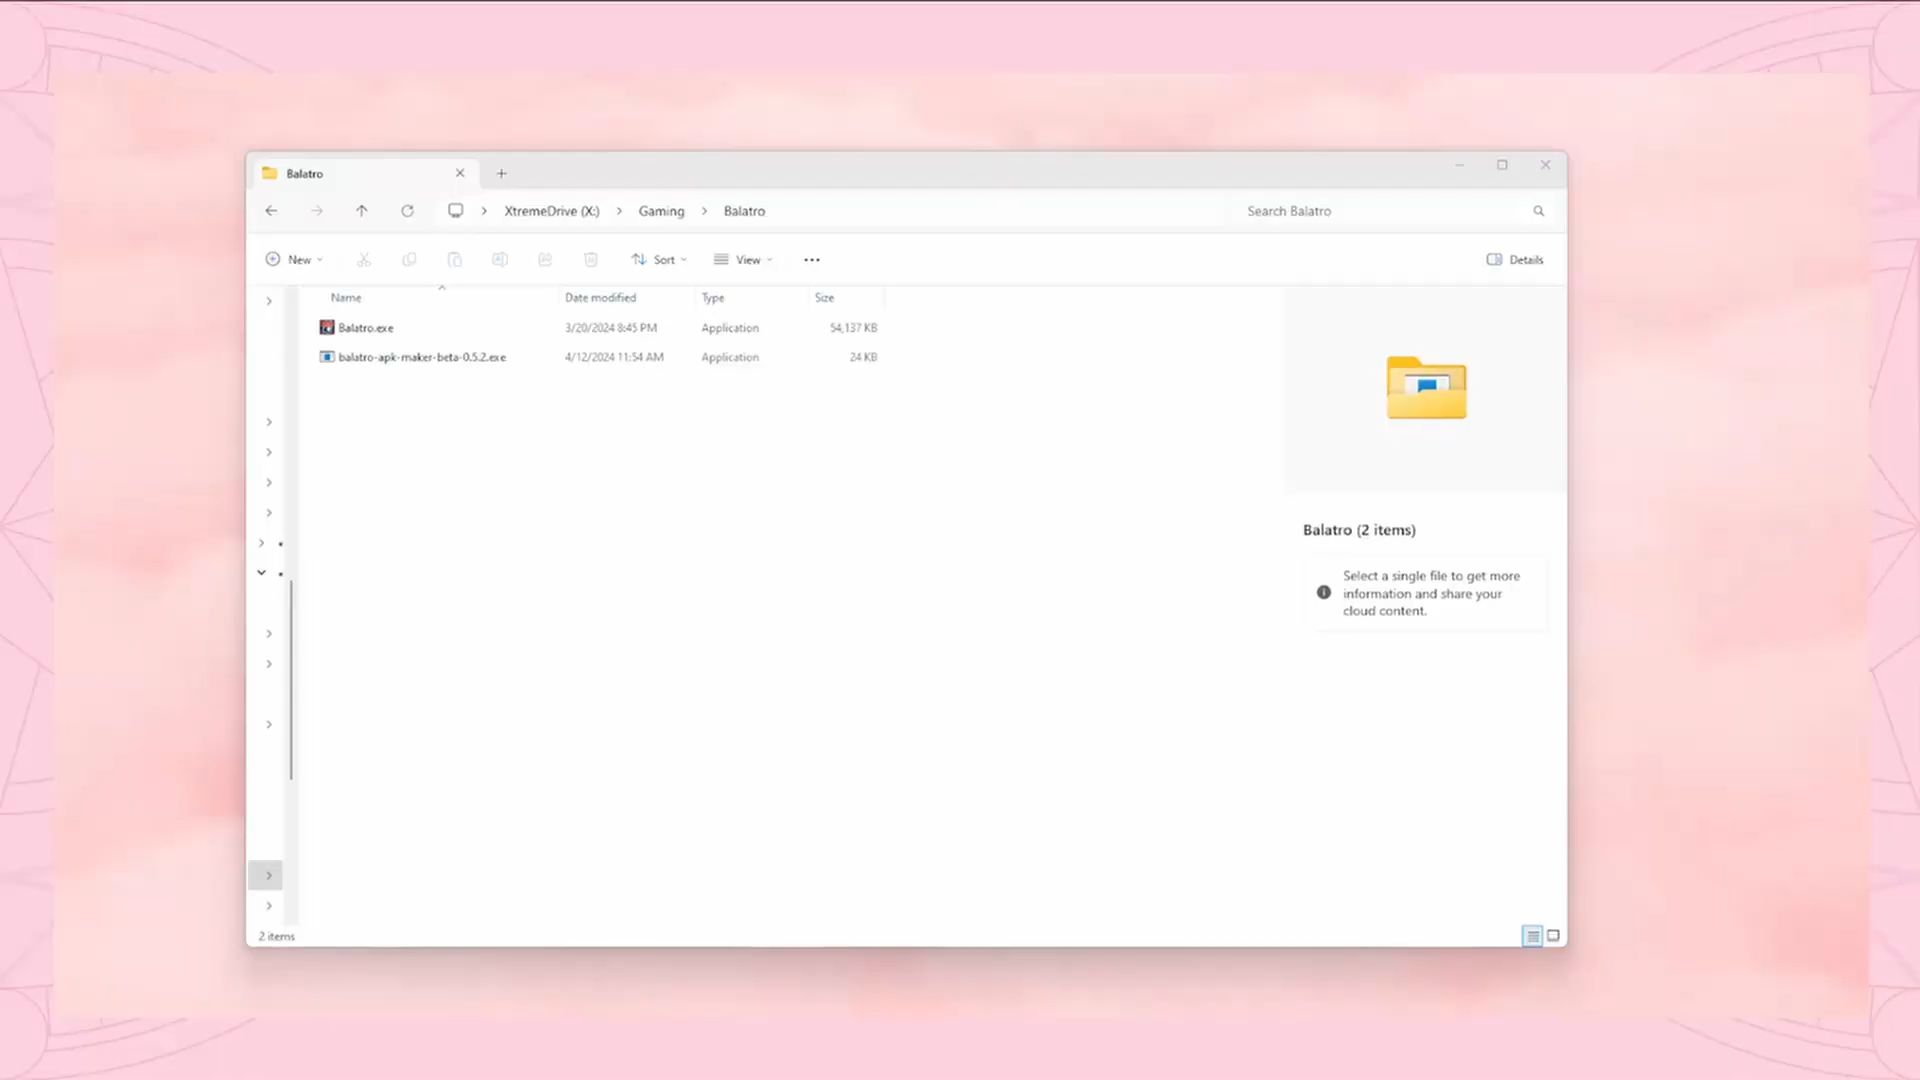 Balatro
XtremeDrive (X:) Gaming Balatro Search Balatro
New Sort View Details
Name Date modified Type Size
Balatro.exe 3/20/2024 8:45 PM Application 54,137 KB
balatro-apk-maker-beta-0.5.2.exe 4/12/2024 11:54 AM Application 24 KB
Balatro (2 items)
Select a single file to get more
information and share your
cloud content.
2 items